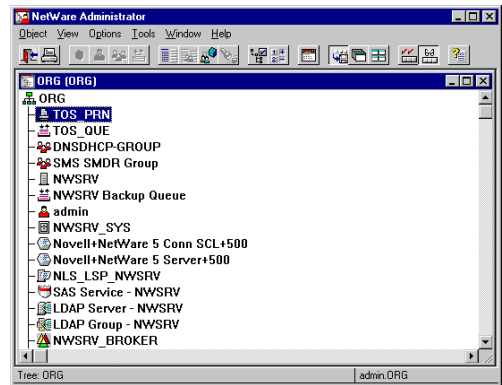 NetWare Administrator
Object View Options Tools Window Help
ORG (ORG)
ORG
TOS_PRN
TOS_QUE
DNSDHCP-GROUP
SMS SMDR Group
NWSRV
NWSRV Backup Queue
admin
NWSRV_SYS
Novell+NetWare 5 Conn SCL+500
Novell+NetWare 5 Server+500
NLS_LSP_NWSRV
SAS Service - NWSRV
LDAP Server - NWSRV
LDAP Group - NWSRV
NWSRV_BROKER
Tree: ORG admin.ORG